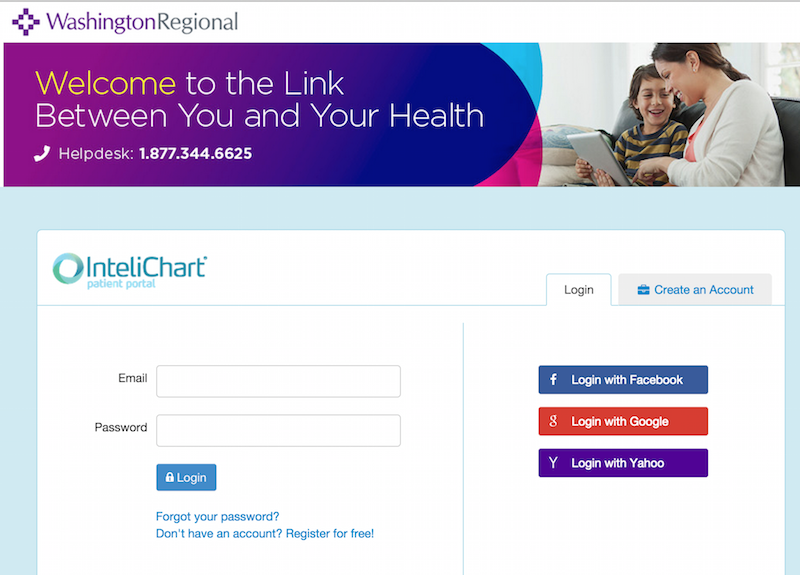 WashingtonRegional
Welcome to the Link
Between You and Your Health
Helpdesk: 1.877.344.6625
InteliChart®
patient portal
Login
Create an Account
Email
Password
Login
Forgot your password?
Don't have an account? Register for free!
f Login with Facebook
g Login with Google
Y Login with Yahoo